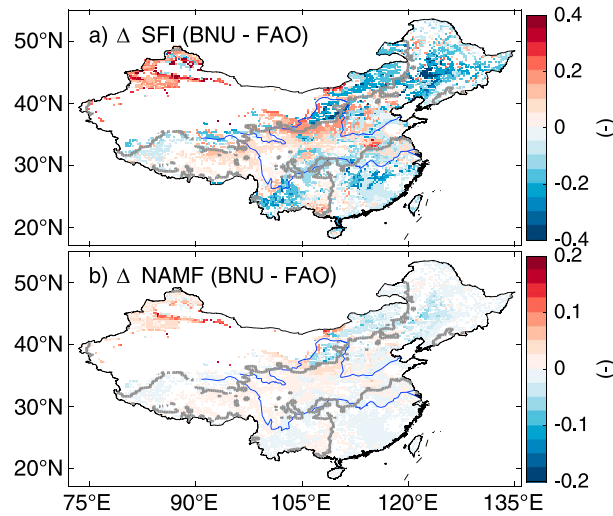 a) Δ SFI (BNU - FAO)
50°N
40°N
30°N
20°N
0.4
0.2
0
-0.2
-0.4
(-)
b) Δ NAMF (BNU - FAO)
50°N
40°N
30°N
20°N
0.2
0.1
0
-0.1
-0.2
(-)
75°E 90°E 105°E 120°E 135°E